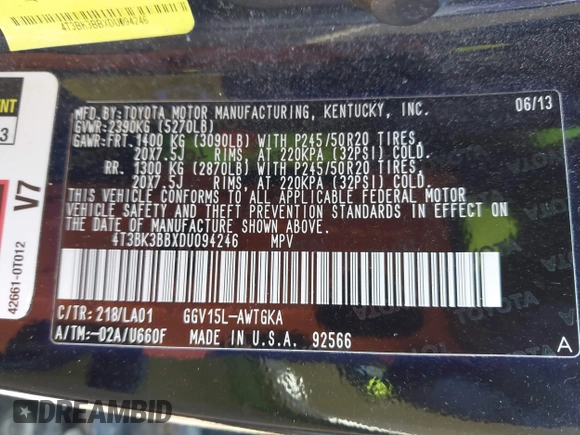 4T3BK3BBXDU094246
MFD.BY:TOYOTA MOTOR MANUFACTURING, KENTUCKY, INC. 06/13
GVWR:2390KG (5270LB)
GAWR:FRT.1400 KG (3090LB) WITH P245/50R20 TIRES,
20X7.5J RIMS, AT 220KPA (32PSI) COLD.
RR. 1300 KG (2870LB) WITH P245/50R20 TIRES,
20X7.5J RIMS, AT 220KPA (32PSI) COLD.
THIS VEHICLE CONFORMS TO ALL APPLICABLE FEDERAL MOTOR
VEHICLE SAFETY AND THEFT PREVENTION STANDARDS IN EFFECT ON
THE DATE OF MANUFACTURE SHOWN ABOVE.
4T3BK3BBXDU094246 MPV
C/TR:218/LA01 GGV15L-AWTGKA
A/TM:-02A/U660F MADE IN U.S.A. 92566
U
TOYOTA
V7
42661-0T012
3
DREAMBID